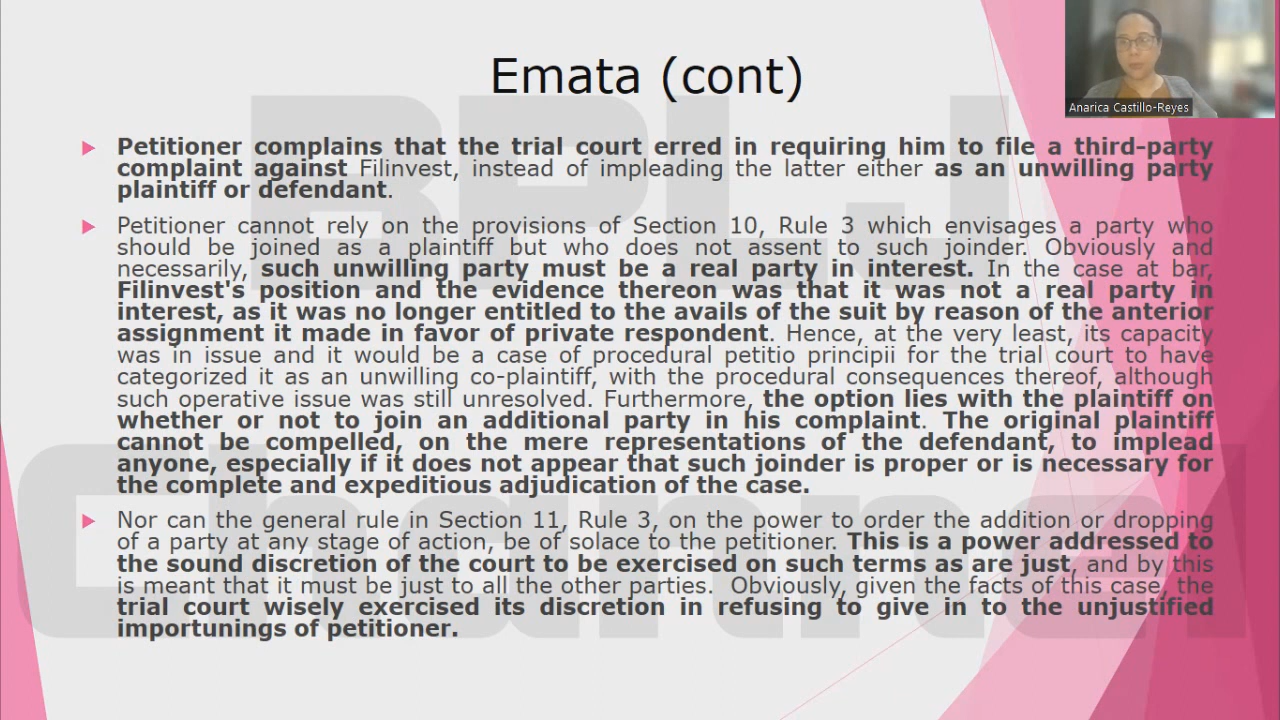 Emata (cont)
Anarica Castillo-Reyes
Petitioner complains that the trial court erred in requiring him to file a third-party
complaint against Filinvest, instead of impleading the latter either as an unwilling party
plaintiff or defendant.
Petitioner cannot rely on the provisions of Section 10, Rule 3 which envisages a party who
should be joined as a plaintiff but who does not assent to such joinder. Obviously and
necessarily, such unwilling party must be a real party in interest. In the case at bar,
Filinvest's position and the evidence thereon was that it was not a real party in
interest, as it was no longer entitled to the avails of the suit by reason of the anterior
assignment it made in favor of private respondent. Hence, at the very least, its capacity
was in issue and it would be a case of procedural petitio principii for the trial court to have
categorized it as an unwilling co-plaintiff, with the procedural consequences thereof, although
such operative issue was still unresolved. Furthermore, the option lies with the plaintiff on
whether or not to join an additional party in his complaint. The original plaintiff
cannot be compelled, on the mere representations of the defendant, to implead
anyone, especially if it does not appear that such joinder is proper or is necessary for
the complete and expeditious adjudication of the case.
Nor can the general rule in Section 11, Rule 3, on the power to order the addition or dropping
of a party at any stage of action, be of solace to the petitioner. This is a power addressed to
the sound discretion of the court to be exercised on such terms as are just, and by this
is meant that it must be just to all the other parties. Obviously, given the facts of this case, the
trial court wisely exercised its discretion in refusing to give in to the unjustified
importunings of petitioner.
BPLJ
Channel